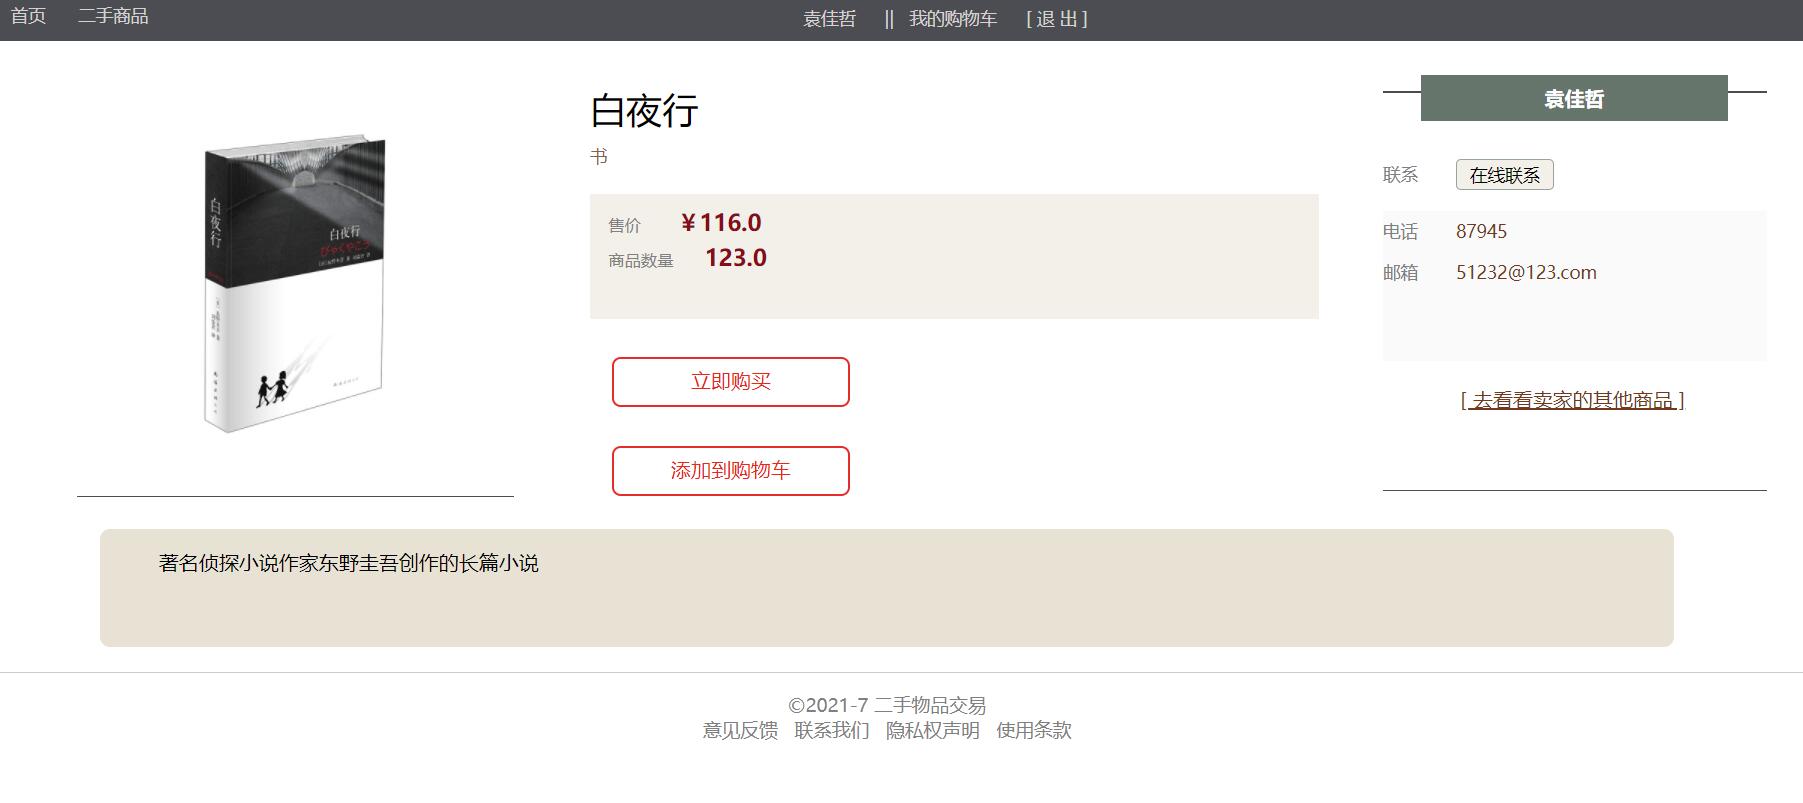 首页 二手商品 袁佳哲 || 我的购物车 [ 退 出 ]
白夜行
书
售价 ¥ 116.0
商品数量 123.0
立即购买
添加到购物车
白夜行
白夜行
びゃくやこう
袁佳哲
联系 在线联系
电话 87945
邮箱 51232@123.com
[ 去看看卖家的其他商品 ]
著名侦探小说作家东野圭吾创作的长篇小说
©2021-7 二手物品交易
意见反馈 联系我们 隐私权声明 使用条款